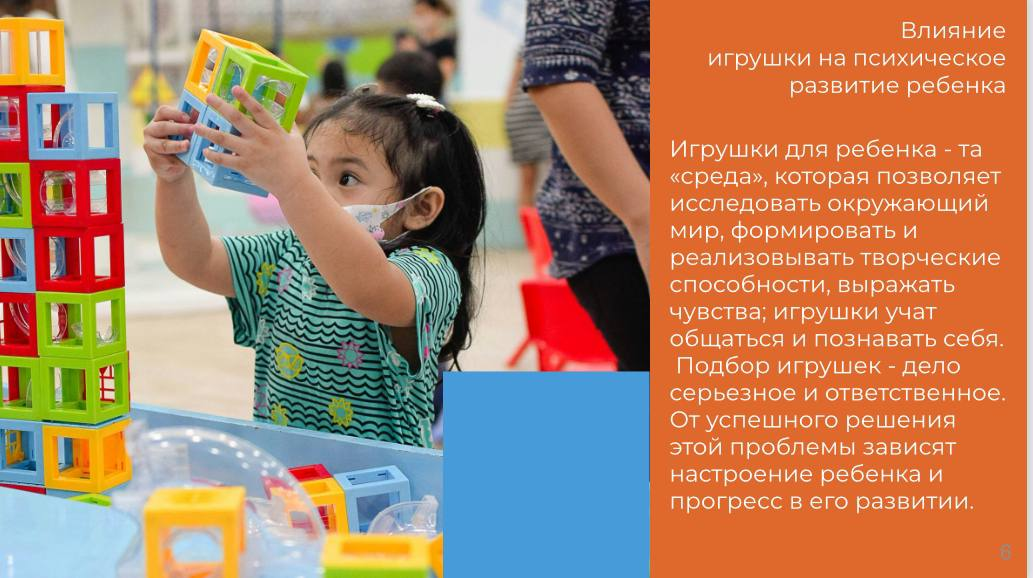 Влияние
игрушки на психическое
развитие ребенка
Игрушки для ребенка - та
«среда», которая позволяет
исследовать окружающий
мир, формировать и
реализовывать творческие
способности, выражать
чувства; игрушки учат
общаться и познавать себя.
Подбор игрушек - дело
серьезное и ответственное.
От успешного решения
этой проблемы зависят
настроение ребенка и
прогресс в его развитии.
6